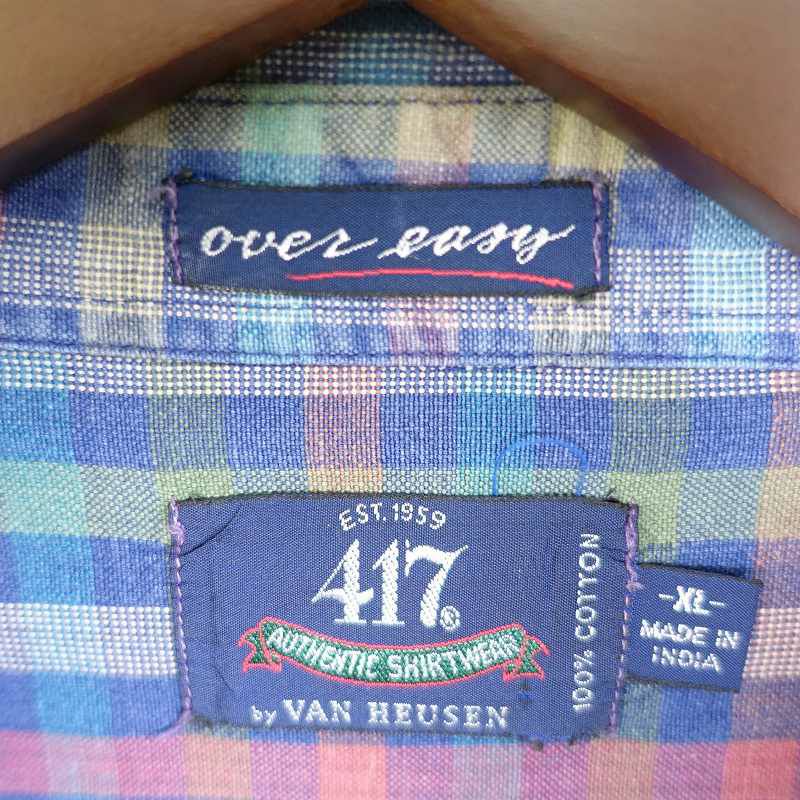 over easy
EST. 1959
417®
AUTHENTIC SHIRTWEAR
by VAN HEUSEN
100% COTTON
-XL-
MADE IN
INDIA